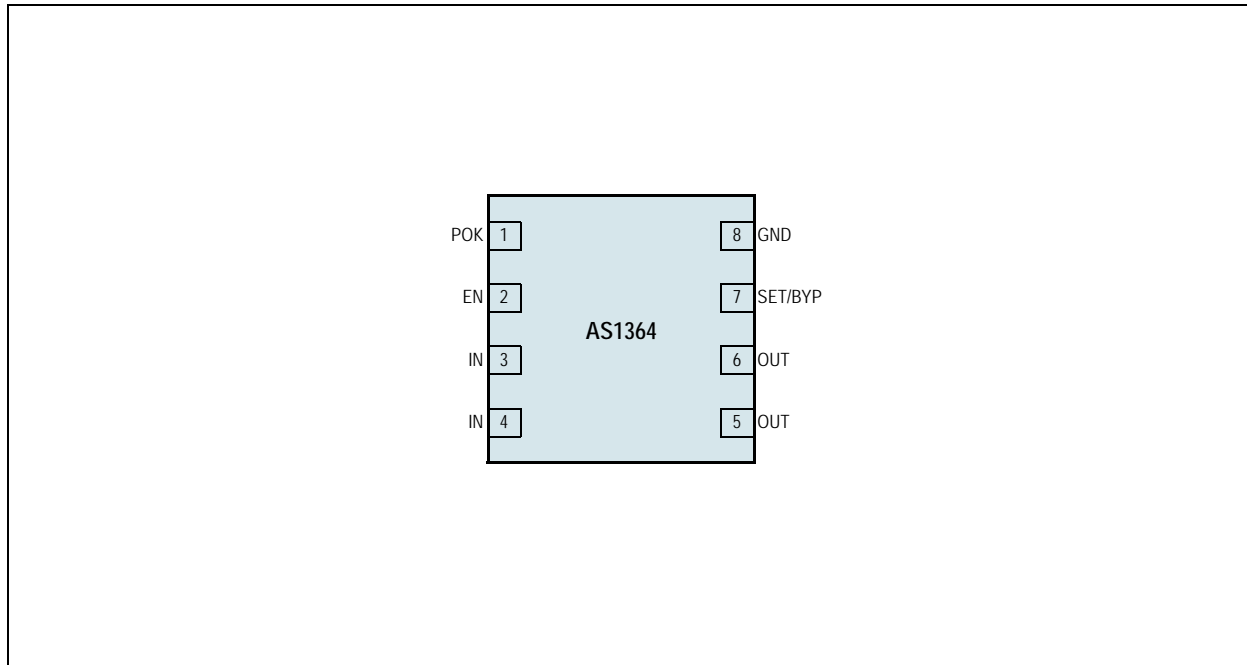 POK 1 8 GND
EN 2 7 SET/BYP
AS1364
IN 3 6 OUT
IN 4 5 OUT